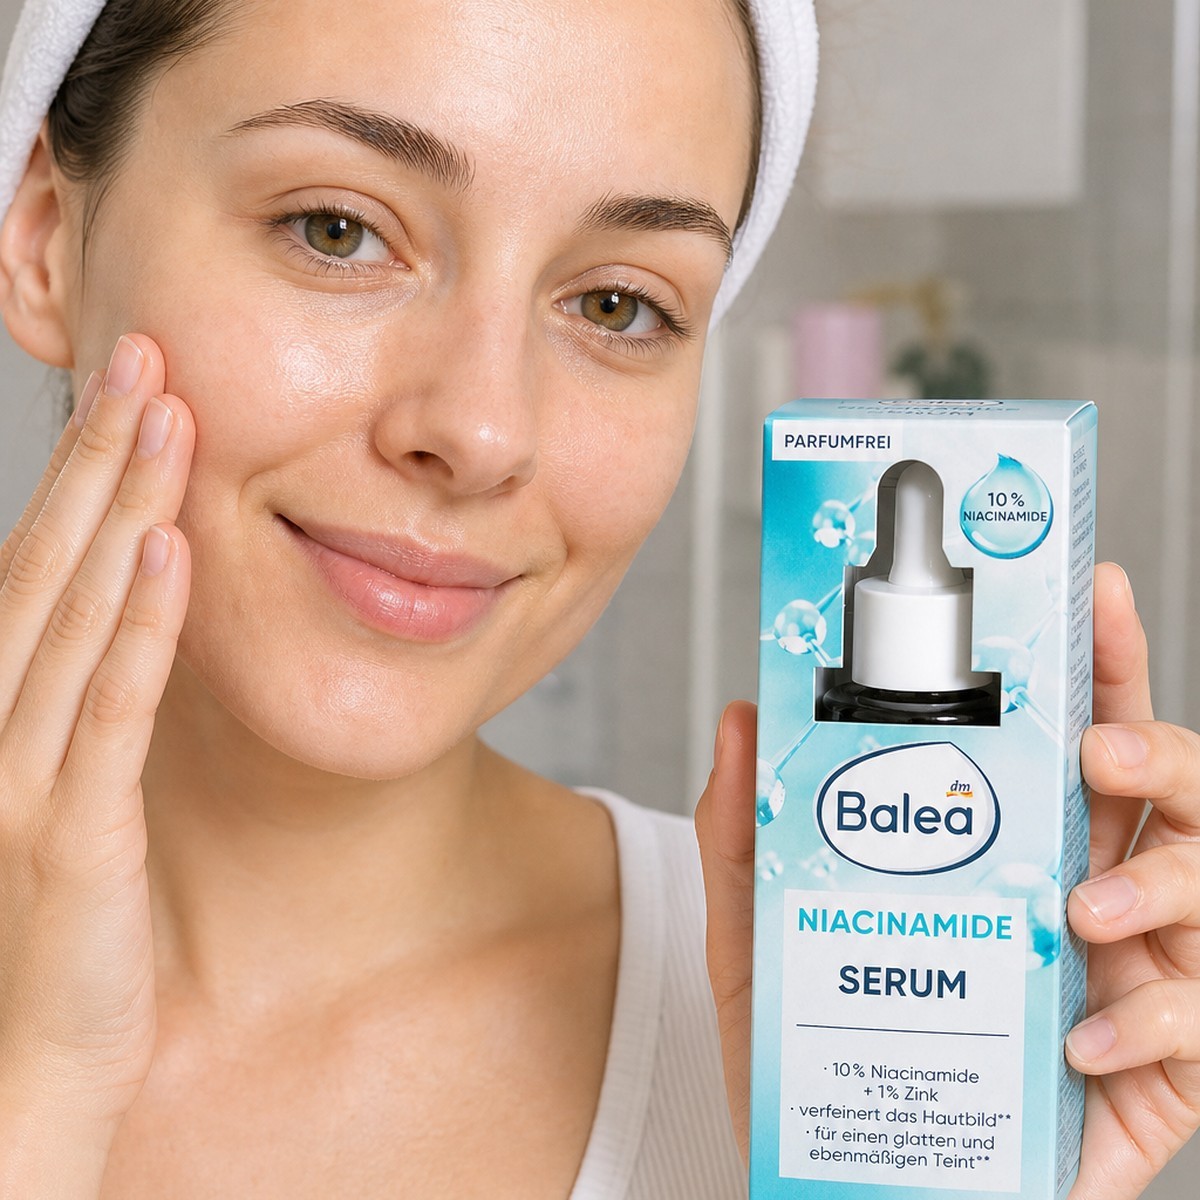 Balea
PARFUMFREI
10 %
NIACINAMIDE
dm
Balea
NIACINAMIDE
SERUM
· 10% Niacinamide
+ 1% Zink
· verfeinert das Hautbild**
· für einen glatten und
ebenmäßigen Teint**